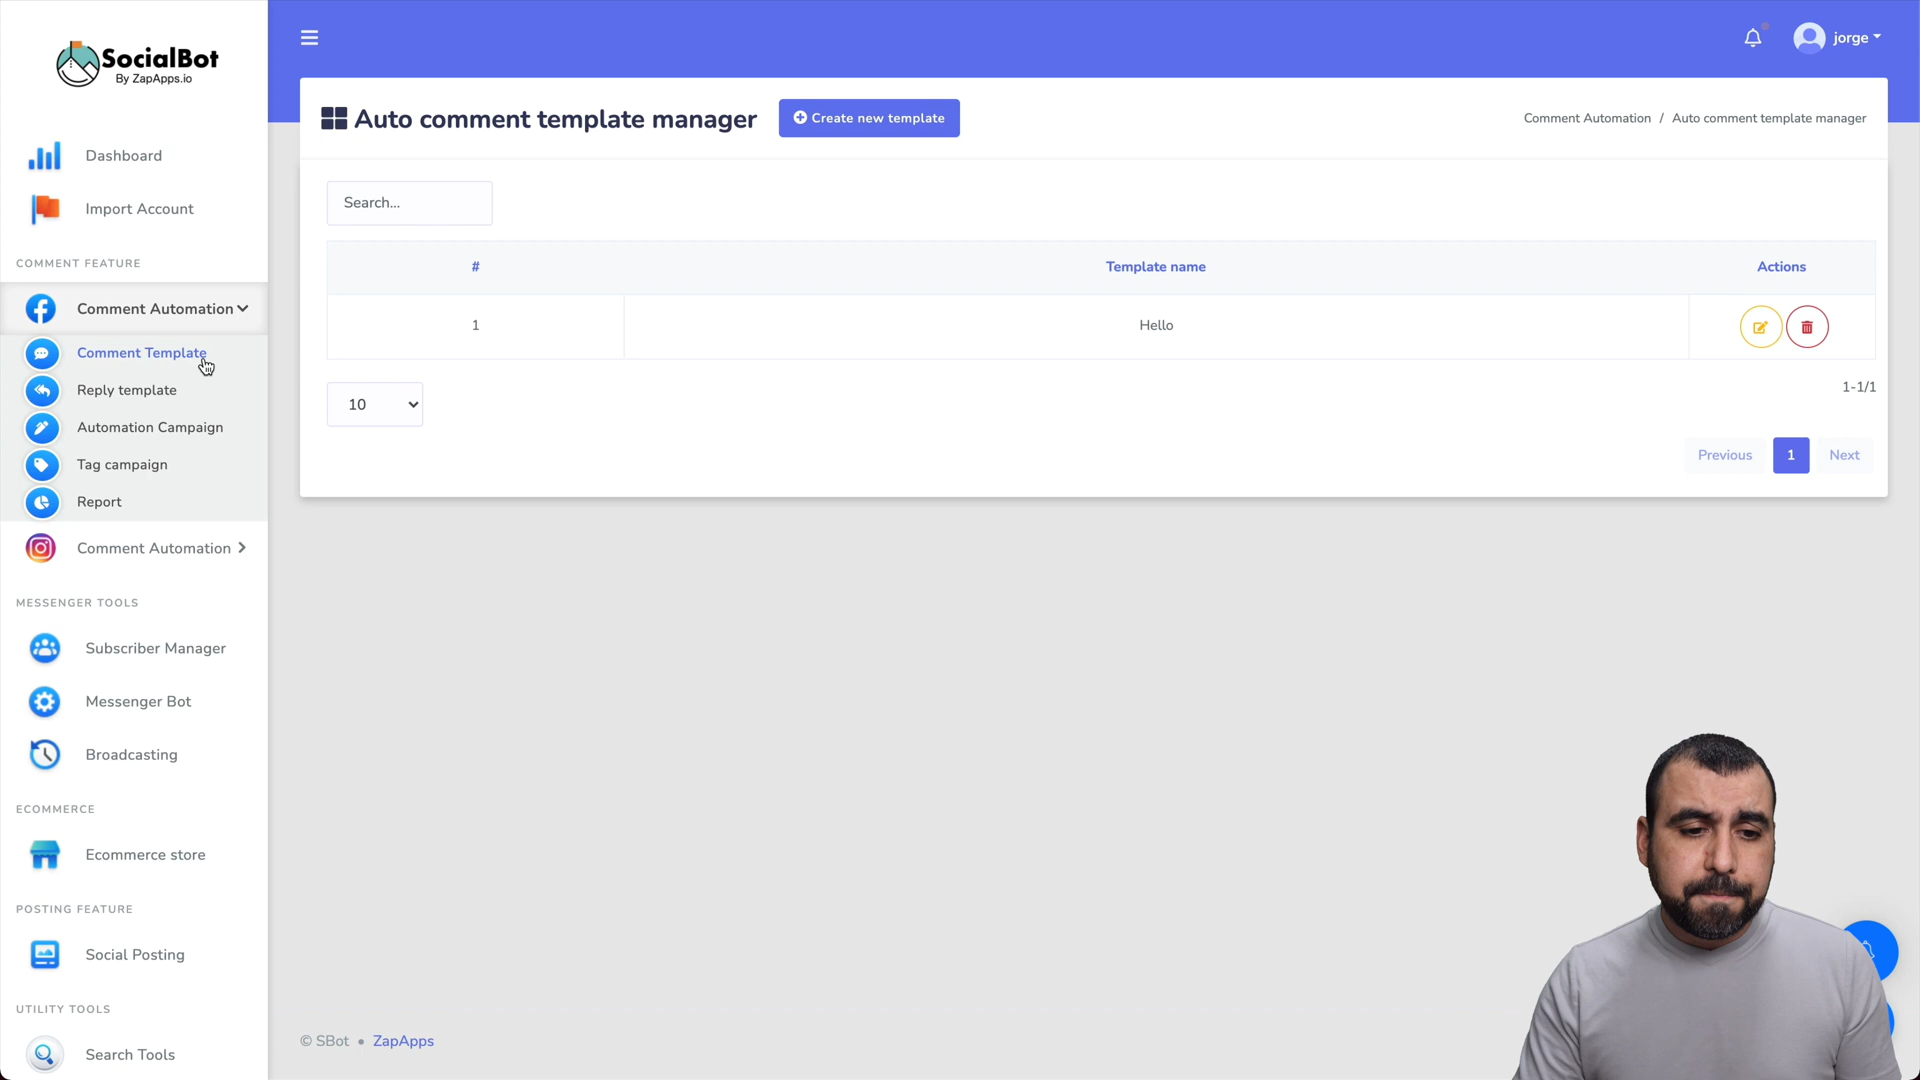 SocialBot
By ZapApps.io
Dashboard
Import Account
COMMENT FEATURE
Comment Automation
Comment Template
Reply template
Automation Campaign
Tag campaign
Report
Comment Automation
MESSENGER TOOLS
Subscriber Manager
Messenger Bot
Broadcasting
ECOMMERCE
Ecommerce store
POSTING FEATURE
Social Posting
UTILITY TOOLS
Search Tools
jorge
Auto comment template manager
Create new template
Comment Automation / Auto comment template manager
Search...
# Template name Actions
1 Hello
10
1-1/1
Previous 1 Next
© SBot • ZapApps